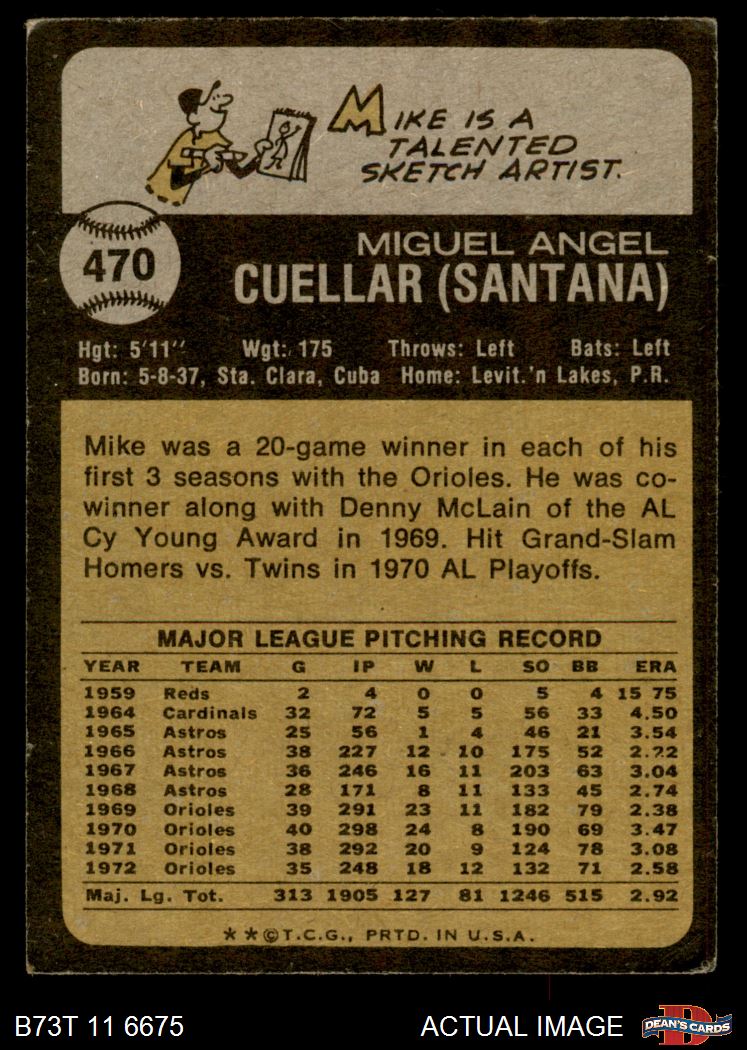 MIKE IS A
TALENTED
SKETCH ARTIST.
470
MIGUEL ANGEL
CUELLAR (SANTANA)
Hgt: 5'11" Wgt: 175 Throws: Left Bats: Left
Born: 5-8-37, Sta. Clara, Cuba Home: Levit.'n Lakes, P.R.
Mike was a 20-game winner in each of his
first 3 seasons with the Orioles. He was co-
winner along with Denny McLain of the AL
Cy Young Award in 1969. Hit Grand-Slam
Homers vs. Twins in 1970 AL Playoffs.
MAJOR LEAGUE PITCHING RECORD
YEAR TEAM G IP W L SO BB ERA
1959 Reds 2 4 0 0 5 4 15 75
1964 Cardinals 32 72 5 5 56 33 4.50
1965 Astros 25 56 1 4 46 21 3.54
1966 Astros 38 227 12 10 175 52 2.22
1967 Astros 36 246 16 11 203 63 3.04
1968 Astros 28 171 8 11 133 45 2.74
1969 Orioles 39 291 23 11 182 79 2.38
1970 Orioles 40 298 24 8 190 69 3.47
1971 Orioles 38 292 20 9 124 78 3.08
1972 Orioles 35 248 18 12 132 71 2.58
Maj. Lg. Tot. 313 1905 127 81 1246 515 2.92
**©T.C.G., PRTD. IN U.S.A.
B73T 11 6675 ACTUAL IMAGE
D
DEAN'S CARDS